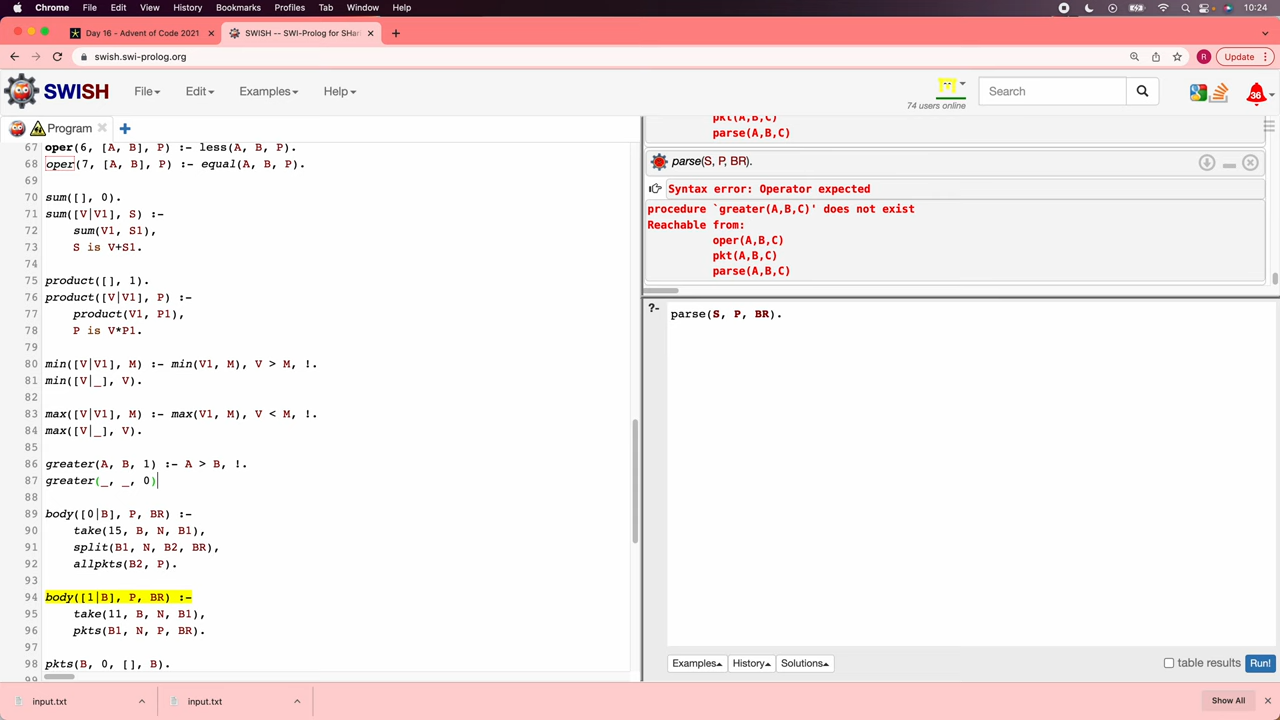 Chrome File Edit View History Bookmarks Profiles Tab Window Help 10:24
Day 16 - Advent of Code 2021 SWISH -- SWI-Prolog for SHar
swish.swi-prolog.org R Update
SWISH File Edit Examples Help 74 users online Search 36
Program
67 oper(6, [A, B], P) :- less(A, B, P).
68 oper(7, [A, B], P) :- equal(A, B, P).
69
70 sum([], 0).
71 sum([V|V1], S) :-
72 sum(V1, S1),
73 S is V+S1.
74
75 product([], 1).
76 product([V|V1], P) :-
77 product(V1, P1),
78 P is V*P1.
79
80 min([V|V1], M) :- min(V1, M), V > M, !.
81 min([V|_], V).
82
83 max([V|V1], M) :- max(V1, M), V < M, !.
84 max([V|_], V).
85
86 greater(A, B, 1) :- A > B, !.
87 greater(_, _, 0)
88
89 body([0|B], P, BR) :-
90 take(15, B, N, B1),
91 split(B1, N, B2, BR),
92 allpkts(B2, P).
93
94 body([1|B], P, BR) :-
95 take(11, B, N, B1),
96 pkts(B1, N, P, BR).
97
98 pkts(B, 0, [], B).
99
pkt(A,B,C)
parse(A,B,C)
parse(S, P, BR).
Syntax error: Operator expected
procedure `greater(A,B,C)' does not exist
Reachable from:
oper(A,B,C)
pkt(A,B,C)
parse(A,B,C)
?- parse(S, P, BR).
Examples History Solutions table results Run!
input.txt input.txt Show All